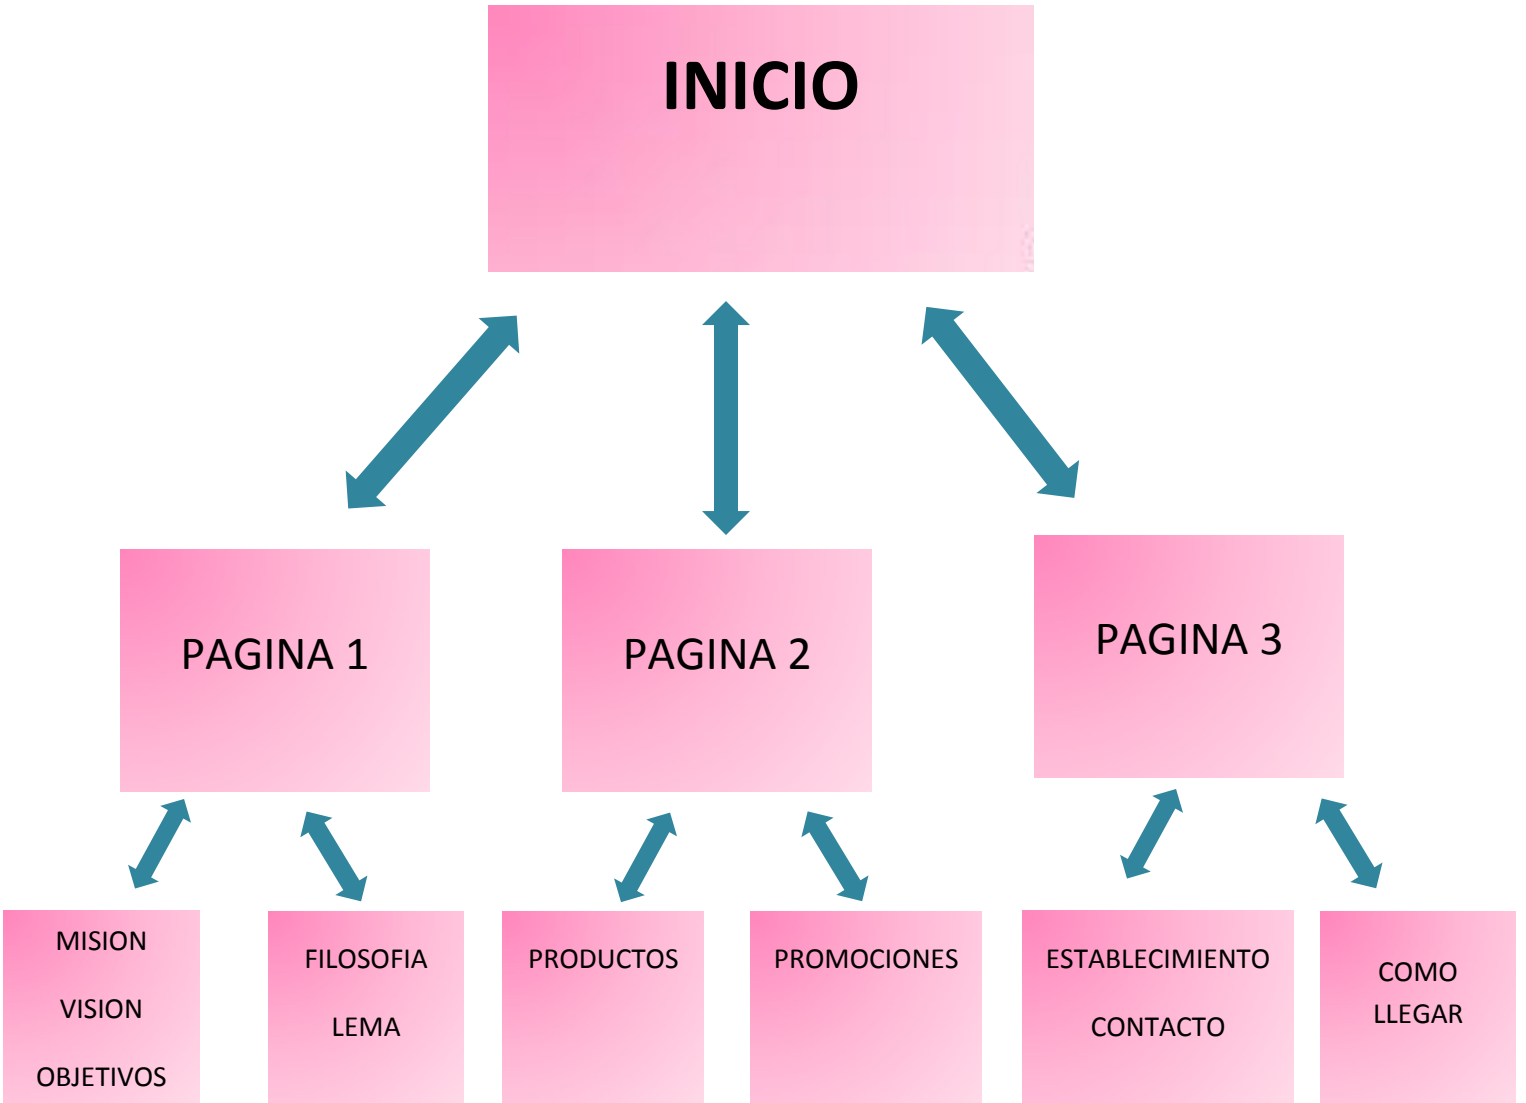 INICIO
PAGINA 1
PAGINA 2
PAGINA 3
MISION
VISION
OBJETIVOS
FILOSOFIA
LEMA
PRODUCTOS
PROMOCIONES
ESTABLECIMIENTO
CONTACTO
COMO
LLEGAR